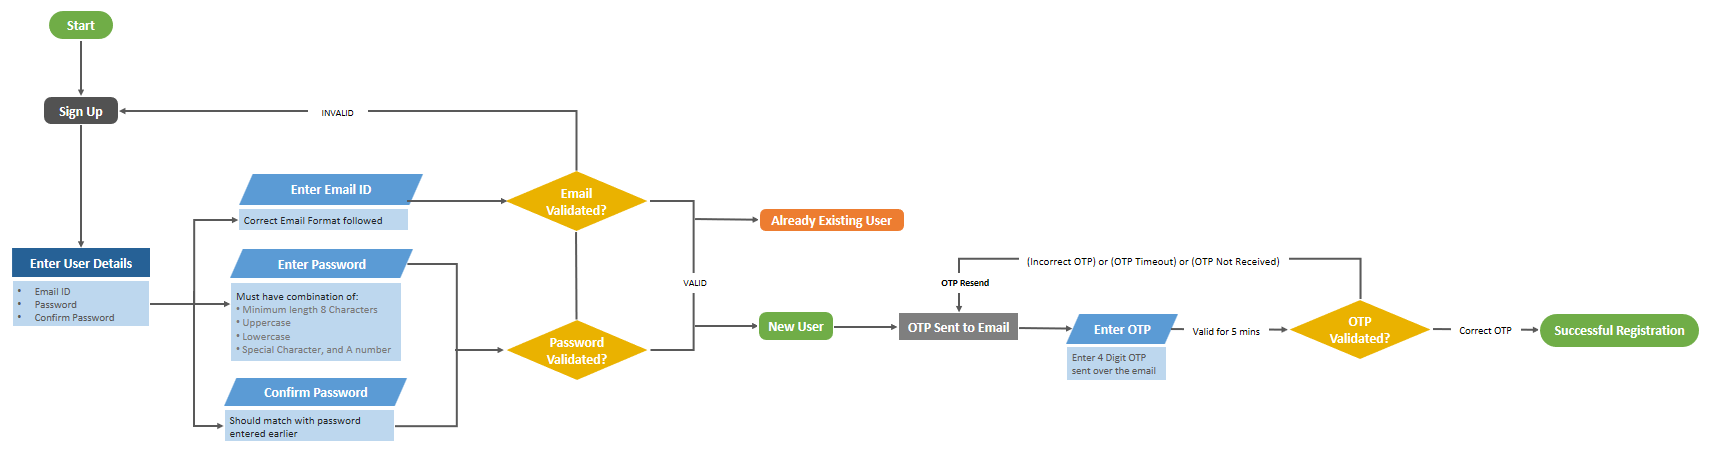 Start
Sign Up
INVALID
Enter Email ID
Correct Email Format followed
Email
Validated?
Already Existing User
Enter User Details
• Email ID
• Password
• Confirm Password
Enter Password
Must have combination of:
• Minimum length 8 Characters
• Uppercase
• Lowercase
• Special Character, and A number
Confirm Password
Should match with password
entered earlier
Password
Validated?
VALID
New User
(Incorrect OTP) or (OTP Timeout) or (OTP Not Received)
OTP Resend
OTP Sent to Email
Enter OTP
Enter 4 Digit OTP
sent over the email
Valid for 5 mins
OTP
Validated?
Correct OTP
Successful Registration